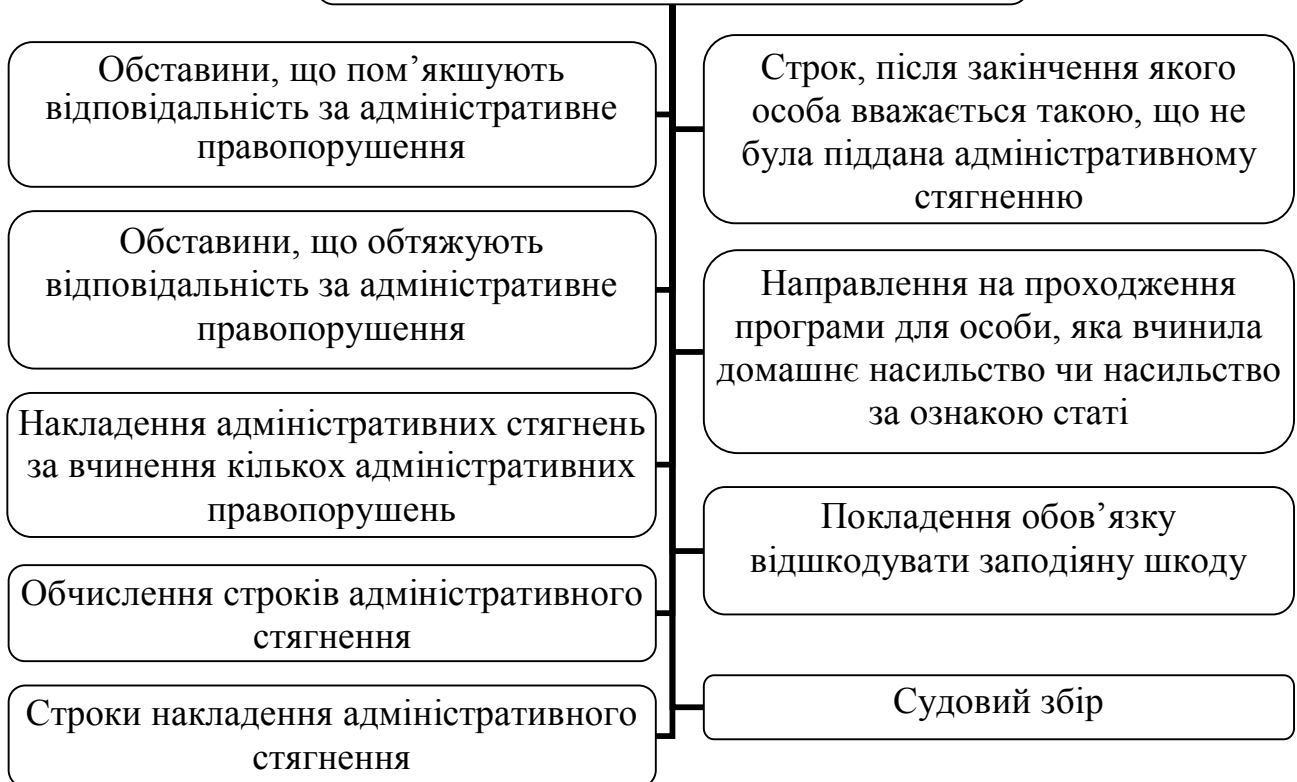 Обставини, що пом’якшують
відповідальність за адміністративне
правопорушення
Обставини, що обтяжують
відповідальність за адміністративне
правопорушення
Накладення адміністративних стягнень
за вчинення кількох адміністративних
правопорушень
Обчислення строків адміністративного
стягнення
Строки накладення адміністративного
стягнення
Строк, після закінчення якого
особа вважається такою, що не
була піддана адміністративному
стягненню
Направлення на проходження
програми для особи, яка вчинила
домашнє насильство чи насильство
за ознакою статі
Покладення обов’язку
відшкодувати заподіяну шкоду
Судовий збір